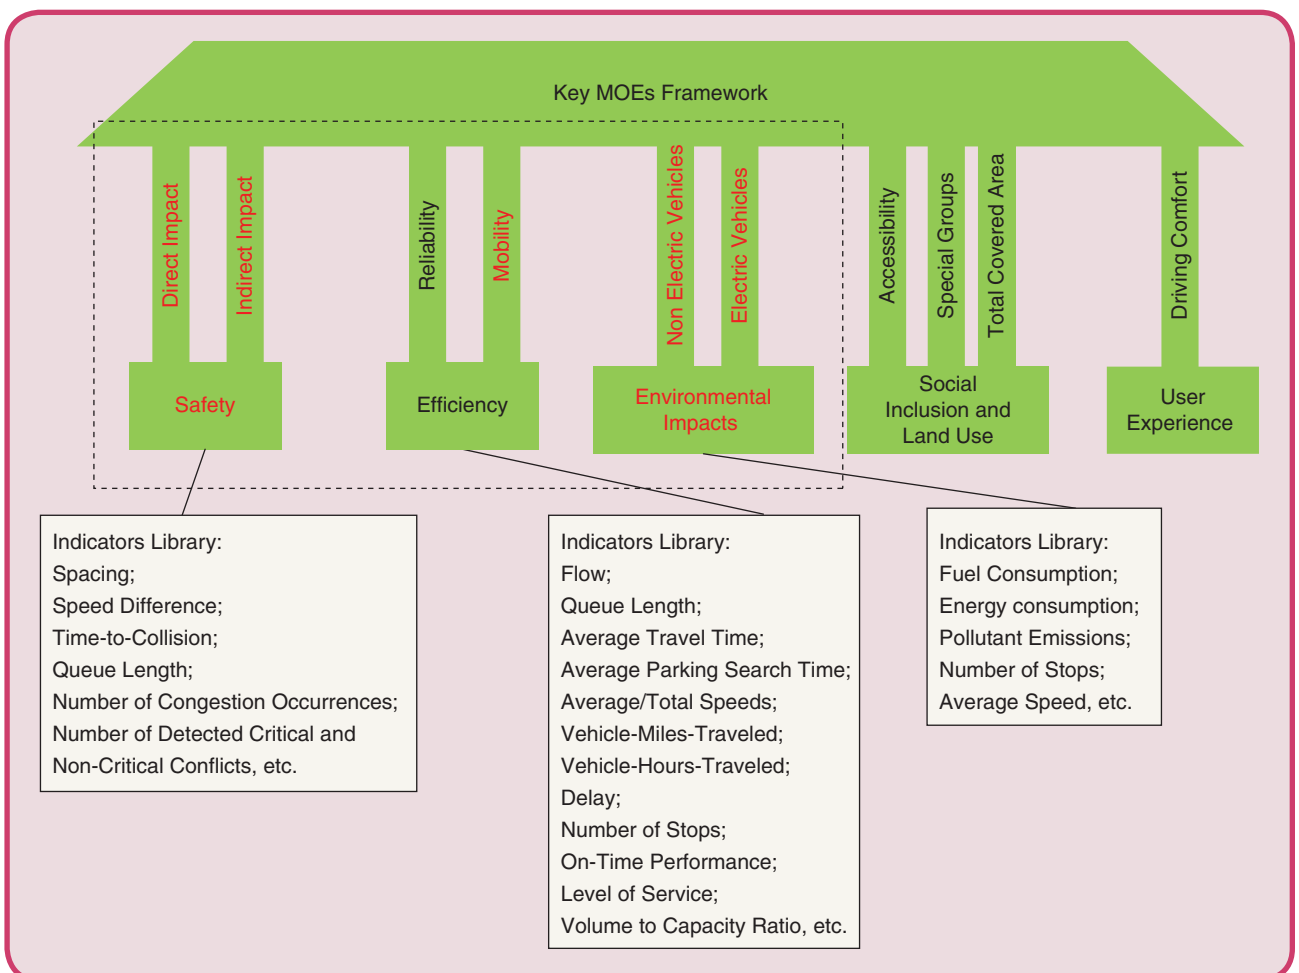 Key MOEs Framework
Direct Impact
Indirect Impact
Reliability
Mobility
Non Electric Vehicles
Electric Vehicles
Accessibility
Special Groups
Total Covered Area
Driving Comfort
Safety
Efficiency
Environmental
Impacts
Social
Inclusion and
Land Use
User
Experience
Indicators Library:
Spacing;
Speed Difference;
Time-to-Collision;
Queue Length;
Number of Congestion Occurrences;
Number of Detected Critical and
Non-Critical Conflicts, etc.
Indicators Library:
Flow;
Queue Length;
Average Travel Time;
Average Parking Search Time;
Average/Total Speeds;
Vehicle-Miles-Traveled;
Vehicle-Hours-Traveled;
Delay;
Number of Stops;
On-Time Performance;
Level of Service;
Volume to Capacity Ratio, etc.
Indicators Library:
Fuel Consumption;
Energy consumption;
Pollutant Emissions;
Number of Stops;
Average Speed, etc.